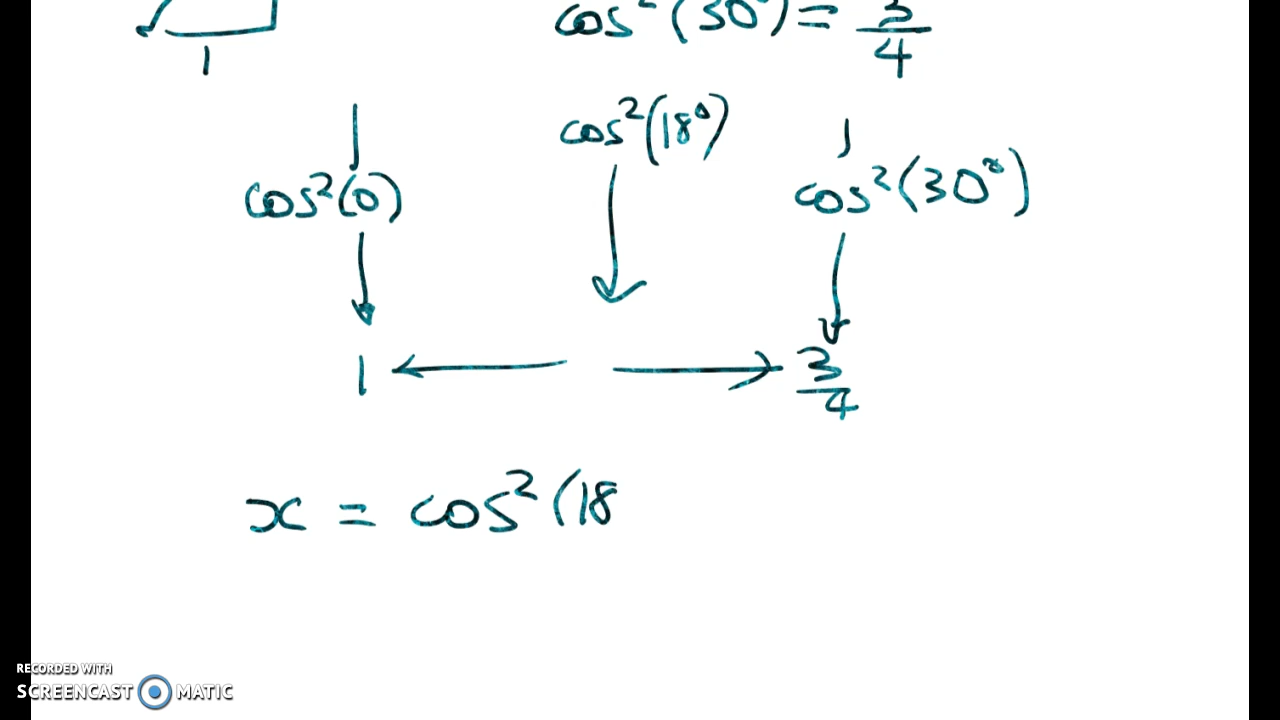 1
cos²(30°) = 3/4
cos²(0)
cos²(18°)
cos²(30°)
1 ← → 3/4
x = cos²(18
RECORDED WITH
SCREENCAST MATIC